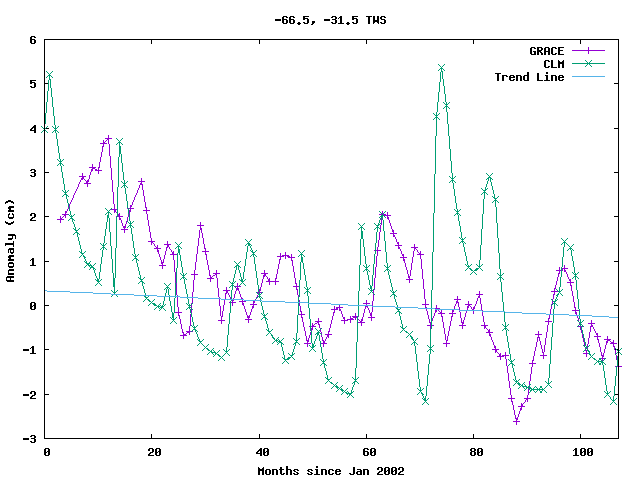 -66.5, -31.5 TWS
GRACE
CLM
Trend Line
6
5
4
3
2
1
0
-1
-2
-3
Anomaly (cm)
0 20 40 60 80 100
Months since Jan 2002